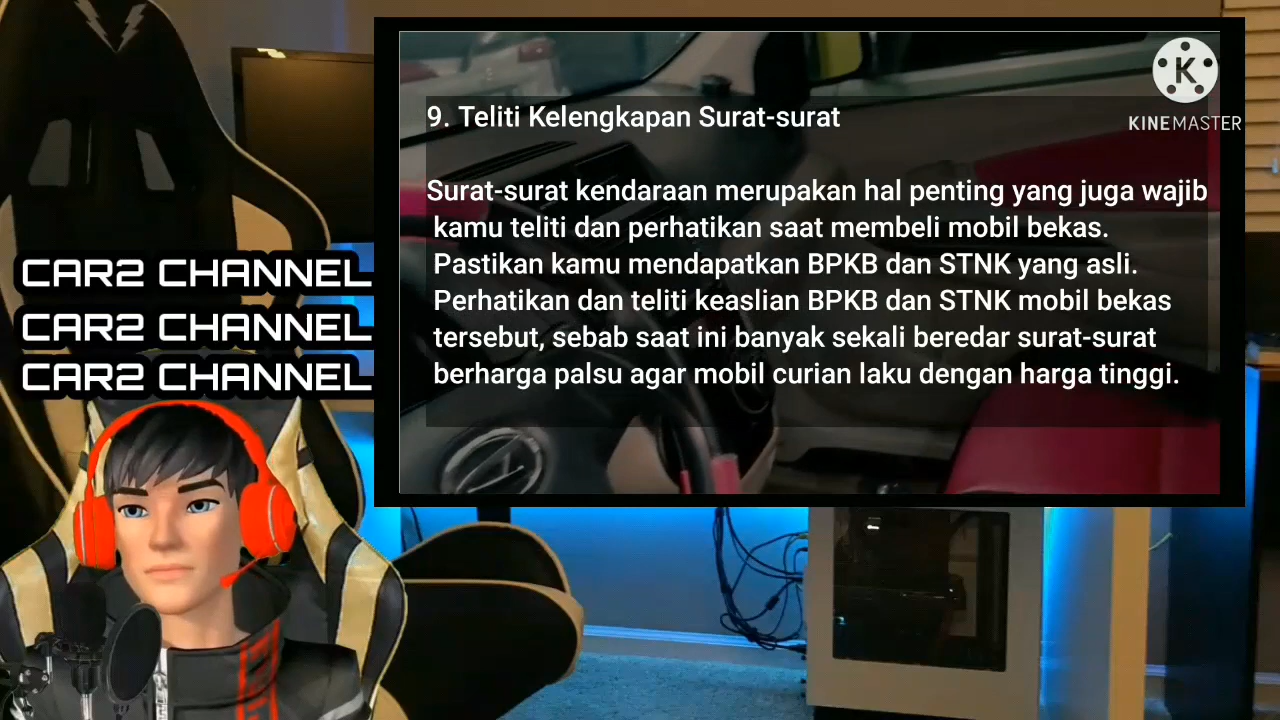 9. Teliti Kelengkapan Surat-surat
Surat-surat kendaraan merupakan hal penting yang juga wajib
kamu teliti dan perhatikan saat membeli mobil bekas.
Pastikan kamu mendapatkan BPKB dan STNK yang asli.
Perhatikan dan teliti keaslian BPKB dan STNK mobil bekas
tersebut, sebab saat ini banyak sekali beredar surat-surat
berharga palsu agar mobil curian laku dengan harga tinggi.
K
KINEMASTER
CAR2 CHANNEL
CAR2 CHANNEL
CAR2 CHANNEL